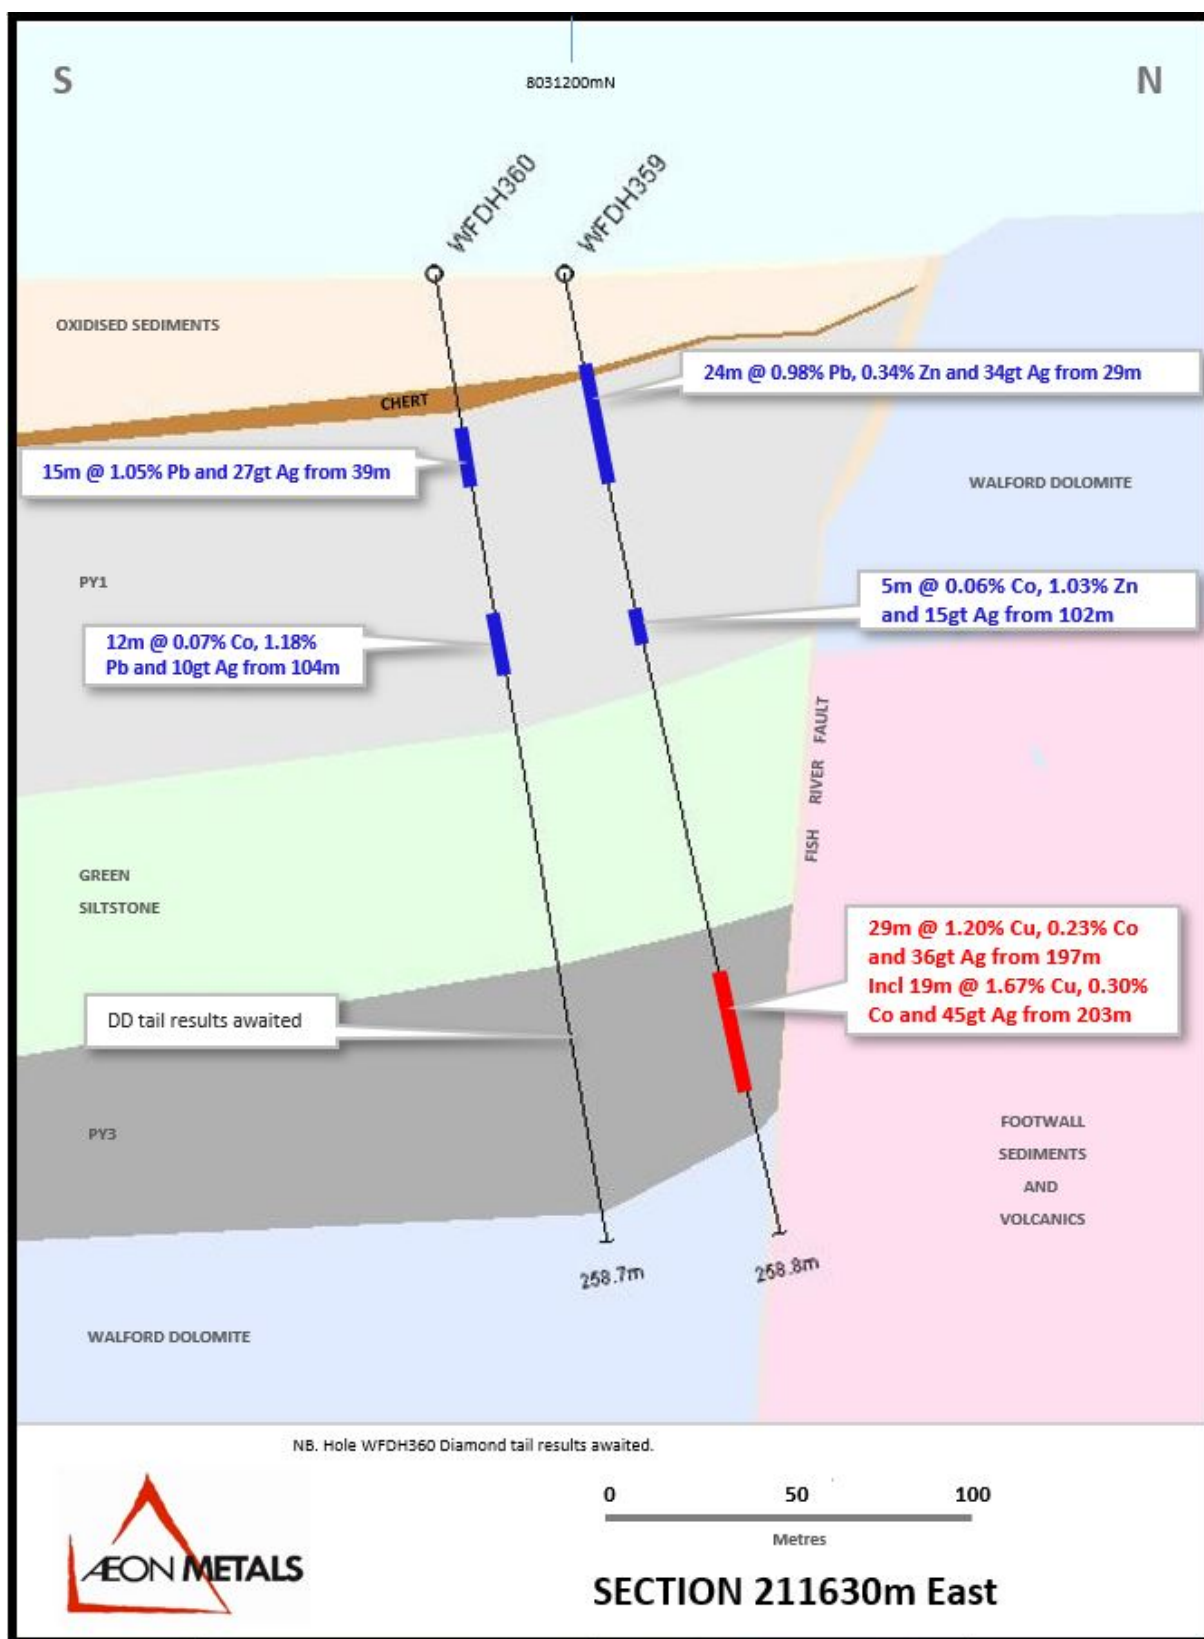 S
8031200mN
N
WFDH360
WFDH359
OXIDISED SEDIMENTS
24m @ 0.98% Pb, 0.34% Zn and 34gt Ag from 29m
CHERT
15m @ 1.05% Pb and 27gt Ag from 39m
WALFORD DOLOMITE
PY1
5m @ 0.06% Co, 1.03% Zn
and 15gt Ag from 102m
12m @ 0.07% Co, 1.18%
Pb and 10gt Ag from 104m
FISH RIVER FAULT
GREEN
SILTSTONE
29m @ 1.20% Cu, 0.23% Co
and 36gt Ag from 197m
Incl 19m @ 1.67% Cu, 0.30%
Co and 45gt Ag from 203m
DD tail results awaited
PY3
FOOTWALL
SEDIMENTS
AND
VOLCANICS
258.7m
258.8m
WALFORD DOLOMITE
NB. Hole WFDH360 Diamond tail results awaited.
0 50 100
Metres
ÆON METALS
SECTION 211630m East